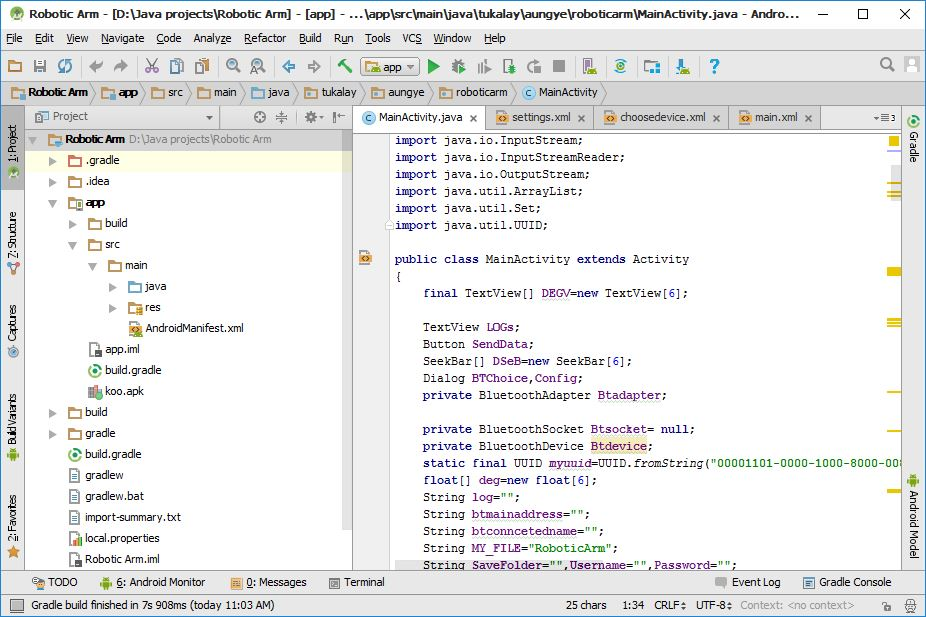 Robotic Arm - [D:\Java projects\Robotic Arm] - [app] - ...\app\src\main\java\tukalay\aungye\roboticarm\MainActivity.java - Andro...
File Edit View Navigate Code Analyze Refactor Build Run Tools VCS Window Help
app
Robotic Arm app src main java tukalay aungye roboticarm MainActivity
Project
MainActivity.java settings.xml choosedevice.xml main.xml
3
1: Project
Z: Structure
Captures
Build Variants
2: Favorites
Robotic Arm D:\Java projects\Robotic Arm
.gradle
.idea
app
build
src
main
java
res
AndroidManifest.xml
app.iml
build.gradle
koo.apk
build
gradle
build.gradle
gradlew
gradlew.bat
import-summary.txt
local.properties
Robotic Arm.iml
import java.io.InputStream;
import java.io.InputStreamReader;
import java.io.OutputStream;
import java.util.ArrayList;
import java.util.Set;
import java.util.UUID;
public class MainActivity extends Activity
{
final TextView[] DEGV=new TextView[6];
TextView LOGs;
Button SendData;
SeekBar[] DSeB=new SeekBar[6];
Dialog BTChoice,Config;
private BluetoothAdapter Btadapter;
private BluetoothSocket Btsocket= null;
private BluetoothDevice Btdevice;
static final UUID myuuid=UUID.fromString("00001101-0000-1000-8000-008
float[] deg=new float[6];
String log="";
String btmainaddress="";
String btconncetedname="";
String MY_FILE="RoboticArm";
String SaveFolder="",Username="",Password="";
Gradle
Android Model
TODO 6: Android Monitor 0: Messages Terminal Event Log Gradle Console
Gradle build finished in 7s 908ms (today 11:03 AM) 25 chars 1:34 CRLF UTF-8 Context: <no context>